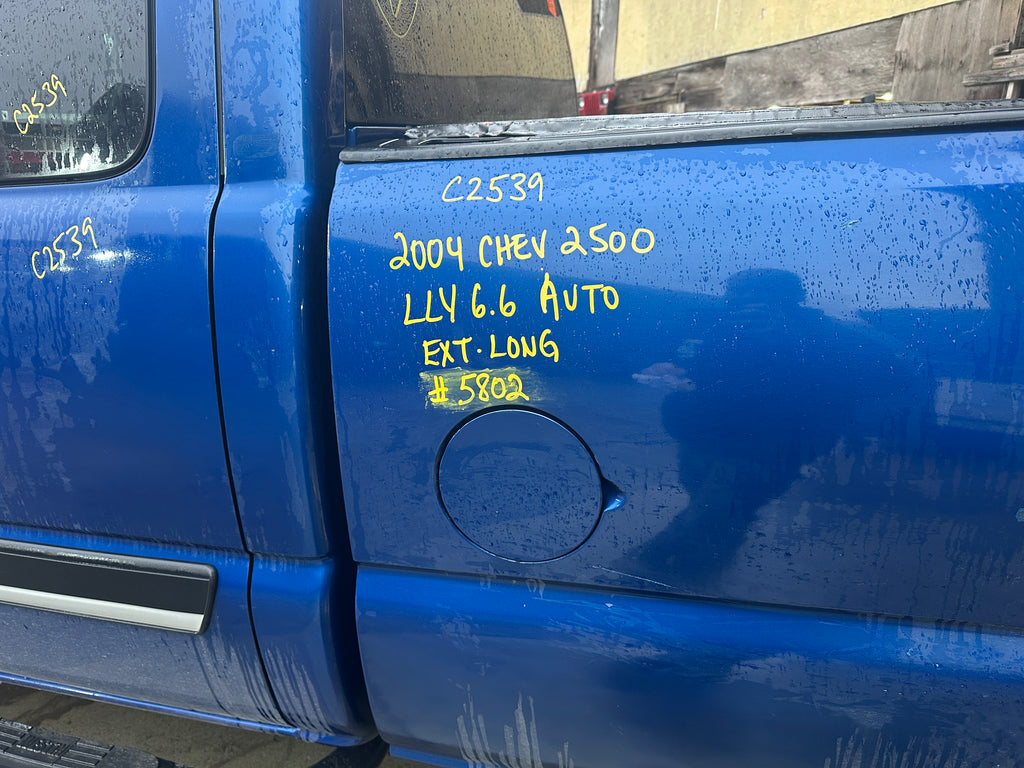 C2539
C2539
C2539
2004 CHEV 2500
LLY 6.6 AUTO
EXT. LONG
# 5802